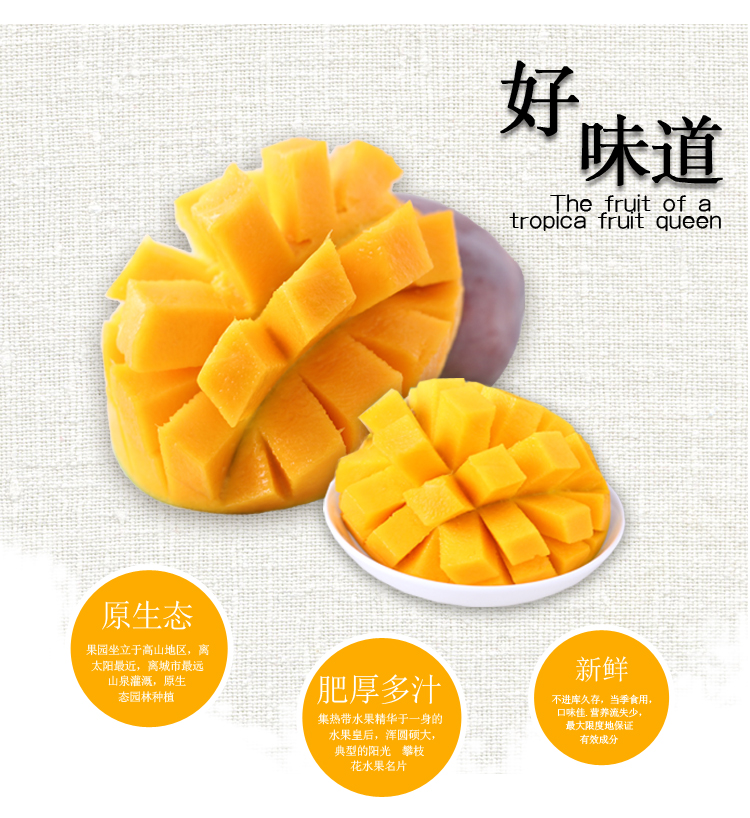 好
味道
The fruit of a
tropica fruit queen
原生态
果园坐立于高山地区，离
太阳最近，离城市最远
山泉灌溉，原生
态园林种植
肥厚多汁
集热带水果精华于一身的
水果皇后，浑圆硕大，
典型的阳光 攀枝
花水果名片
新鲜
不进库久存，当季食用，
口味佳. 营养流失少，
最大限度地保证
有效成分